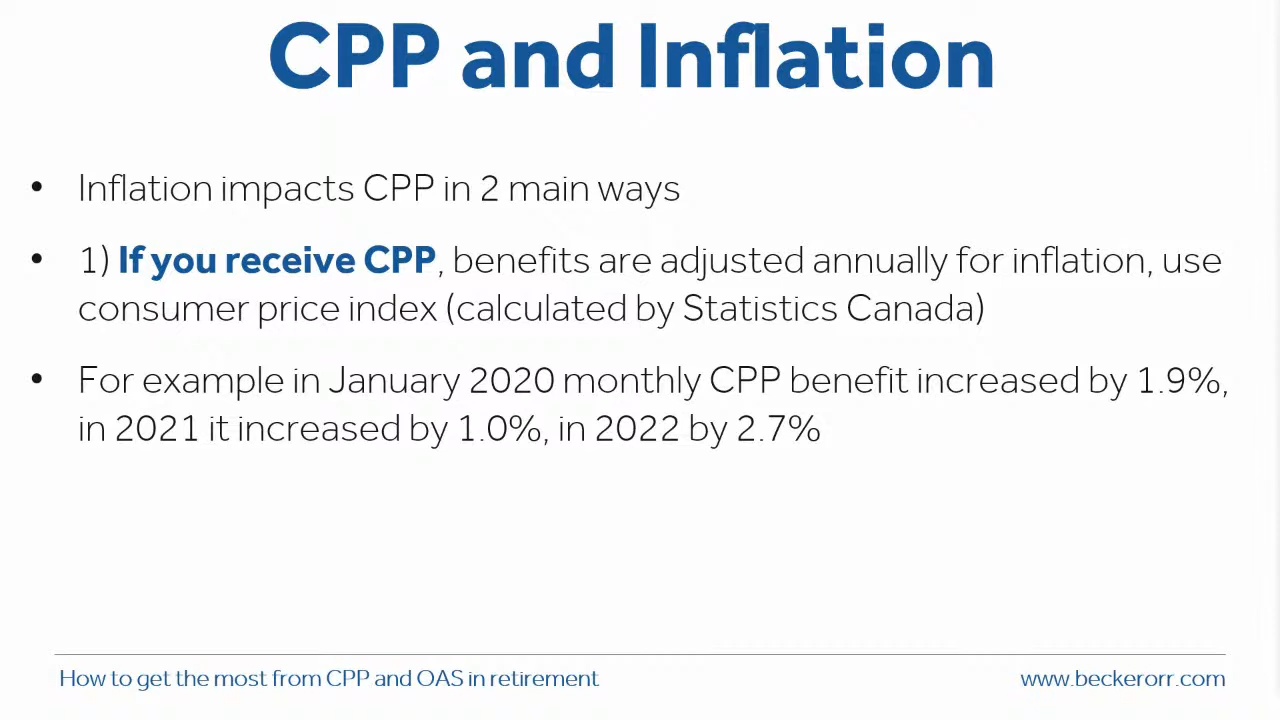 CPP and Inflation
• Inflation impacts CPP in 2 main ways
• 1) If you receive CPP, benefits are adjusted annually for inflation, use
consumer price index (calculated by Statistics Canada)
• For example in January 2020 monthly CPP benefit increased by 1.9%,
in 2021 it increased by 1.0%, in 2022 by 2.7%
How to get the most from CPP and OAS in retirement
www.beckerorr.com